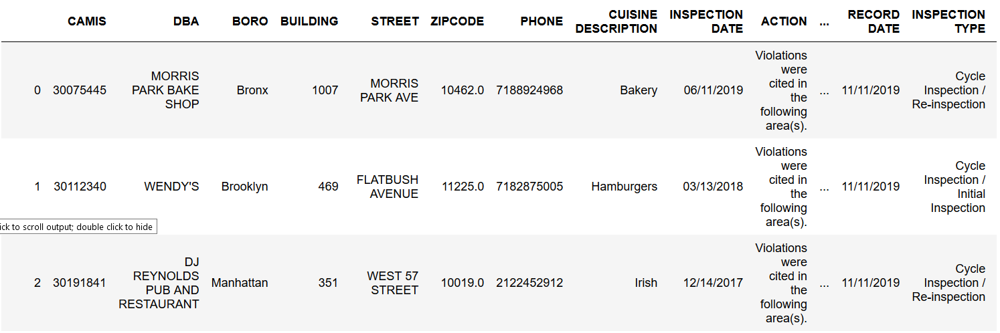 CAMIS DBA BORO BUILDING STREET ZIPCODE PHONE CUISINE DESCRIPTION INSPECTION DATE ACTION ... RECORD DATE INSPECTION TYPE
0 30075445 MORRIS PARK BAKE SHOP Bronx 1007 MORRIS PARK AVE 10462.0 7188924968 Bakery 06/11/2019 Violations were cited in the following area(s). ... 11/11/2019 Cycle Inspection / Re-inspection
1 30112340 WENDY'S Brooklyn 469 FLATBUSH AVENUE 11225.0 7182875005 Hamburgers 03/13/2018 Violations were cited in the following area(s). ... 11/11/2019 Cycle Inspection / Initial Inspection
ick to scroll output; double click to hide
2 30191841 DJ REYNOLDS PUB AND RESTAURANT Manhattan 351 WEST 57 STREET 10019.0 2122452912 Irish 12/14/2017 Violations were cited in the following area(s). ... 11/11/2019 Cycle Inspection / Re-inspection